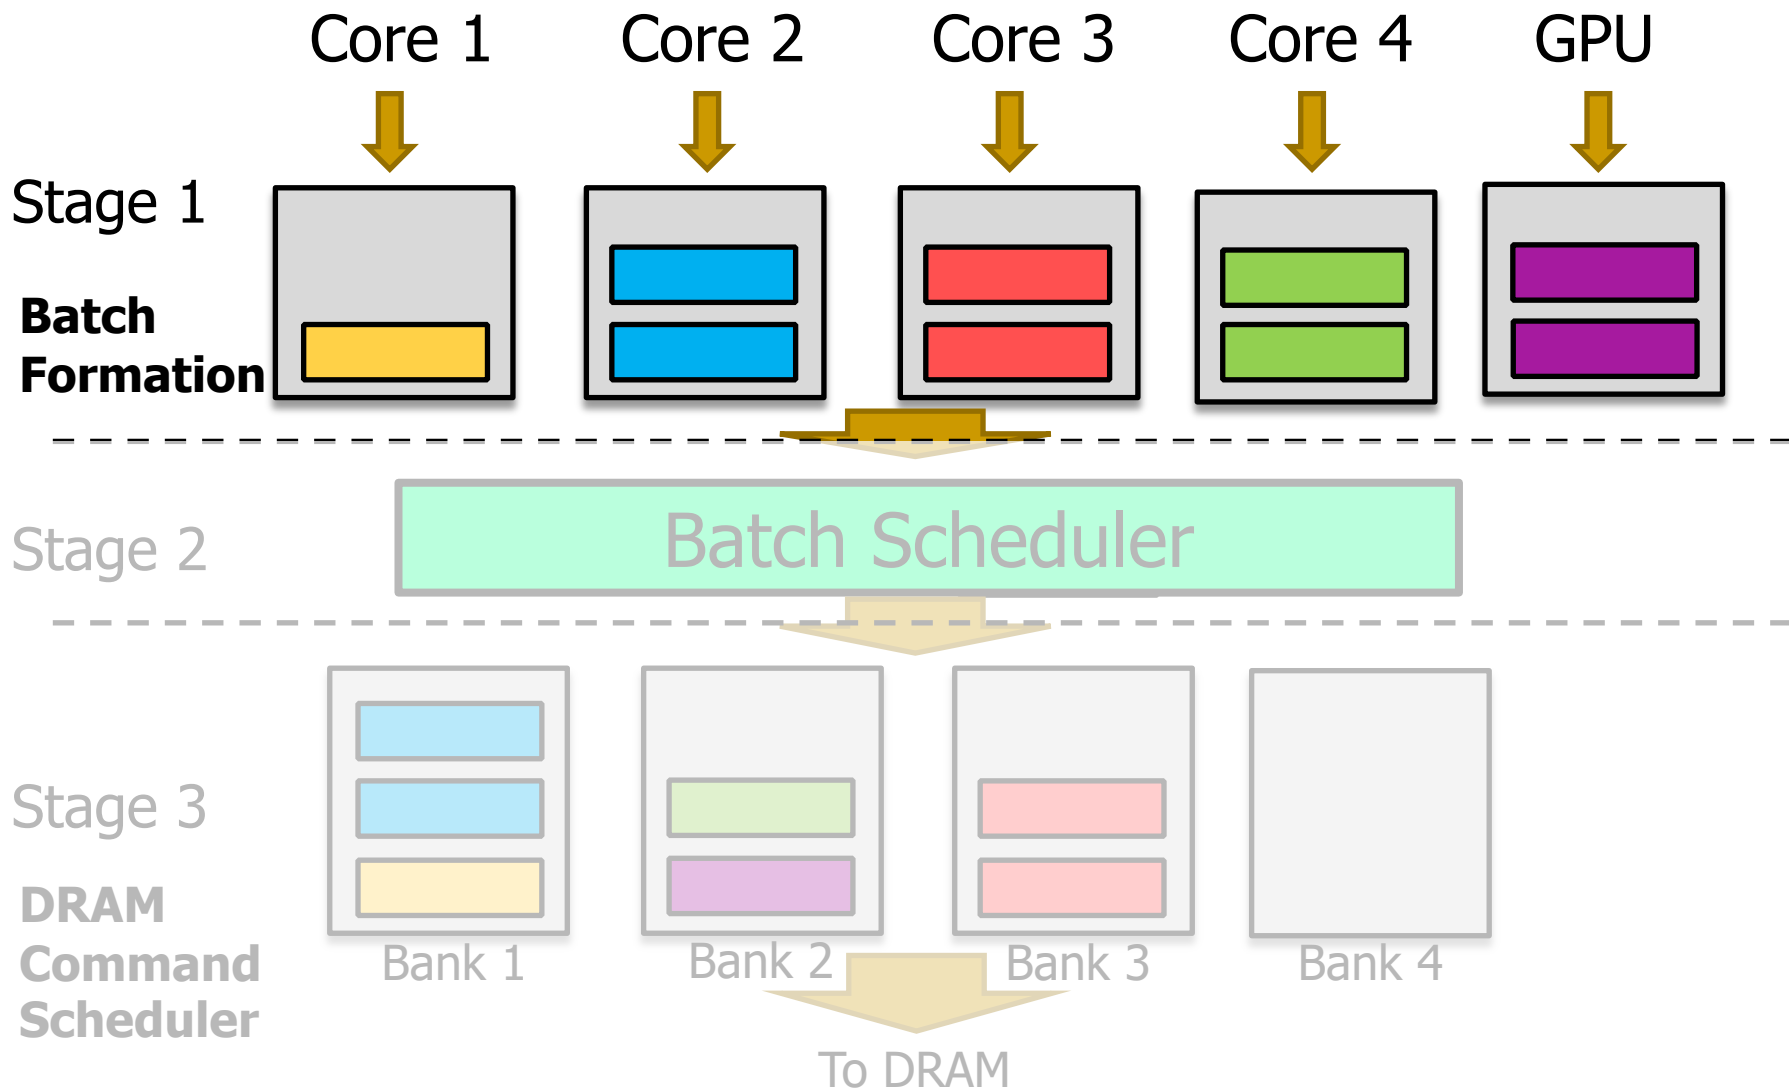 Core 1 Core 2 Core 3 Core 4 GPU
Stage 1
Batch
Formation
Stage 2
Batch Scheduler
Stage 3
DRAM
Command
Scheduler
Bank 1 Bank 2 Bank 3 Bank 4
To DRAM